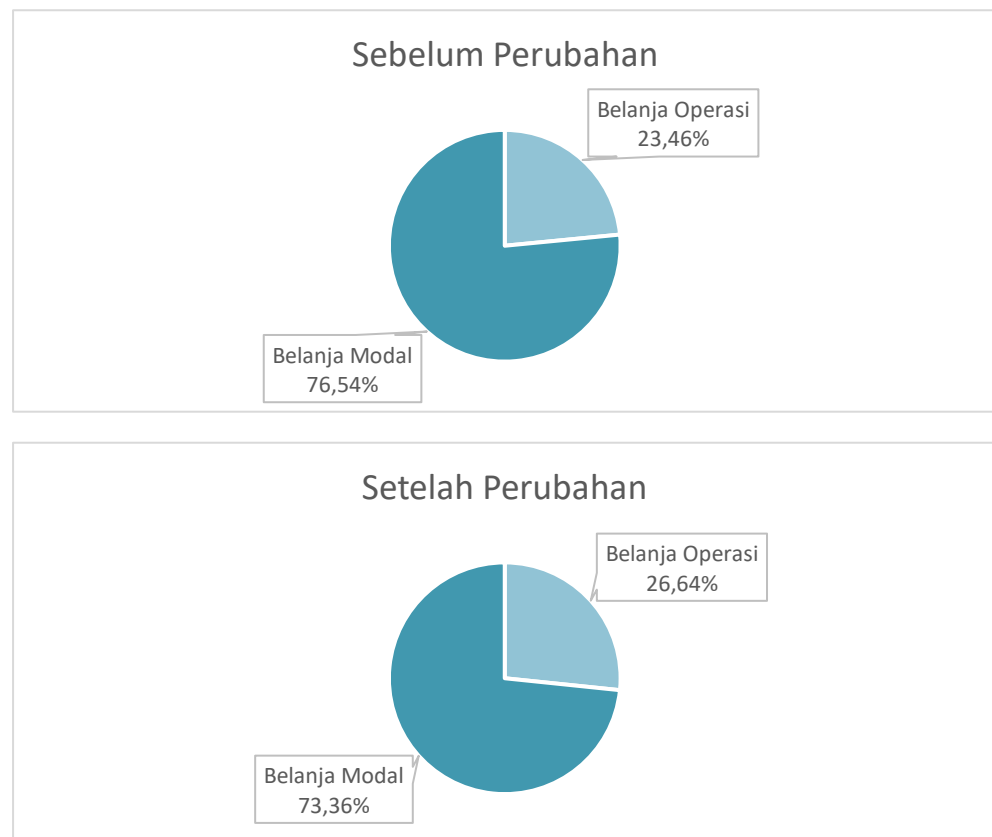 Sebelum Perubahan
Belanja Operasi
23,46%
Belanja Modal
76,54%
Setelah Perubahan
Belanja Operasi
26,64%
Belanja Modal
73,36%